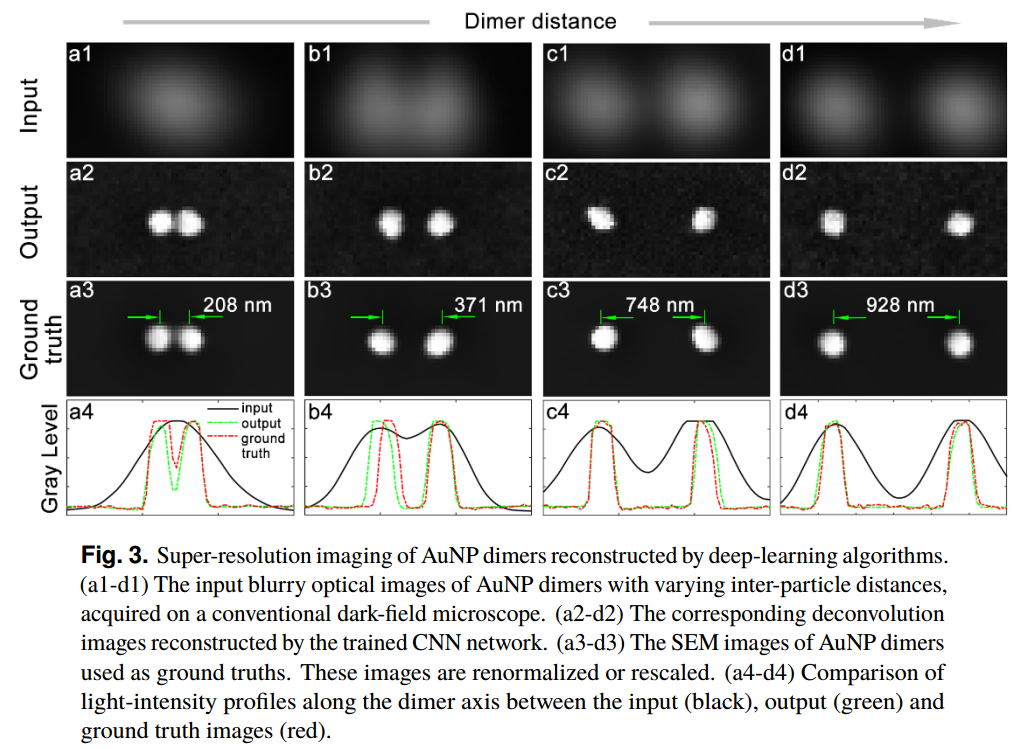 Dimer distance
Input
a1
b1
c1
d1
Output
a2
b2
c2
d2
Ground truth
a3
208 nm
b3
371 nm
c3
748 nm
d3
928 nm
Gray Level
a4
input
output
ground
truth
b4
c4
d4
Fig. 3. Super-resolution imaging of AuNP dimers reconstructed by deep-learning algorithms.
(a1-d1) The input blurry optical images of AuNP dimers with varying inter-particle distances,
acquired on a conventional dark-field microscope. (a2-d2) The corresponding deconvolution
images reconstructed by the trained CNN network. (a3-d3) The SEM images of AuNP dimers
used as ground truths. These images are renormalized or rescaled. (a4-d4) Comparison of
light-intensity profiles along the dimer axis between the input (black), output (green) and
ground truth images (red).